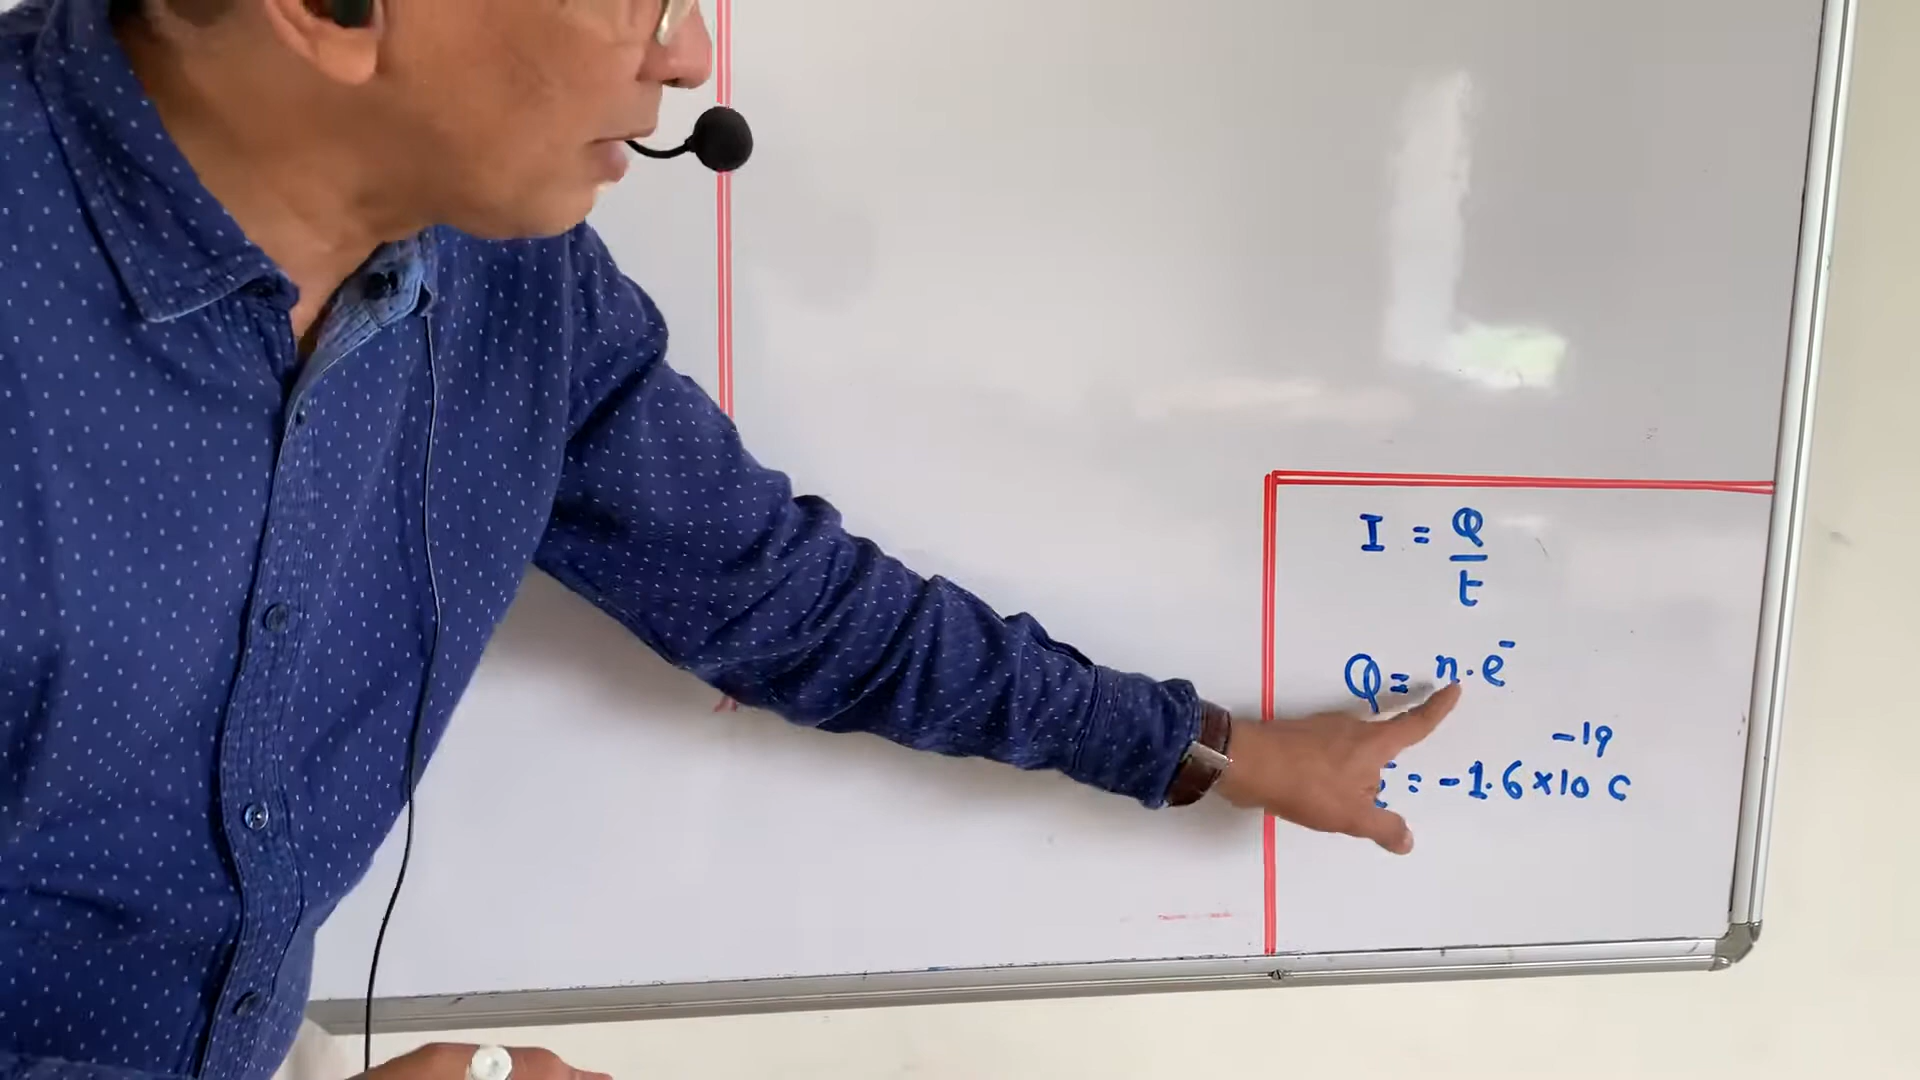 I = Q/t
Q = n.e⁻
e⁻ = -1.6×10⁻¹⁹ C